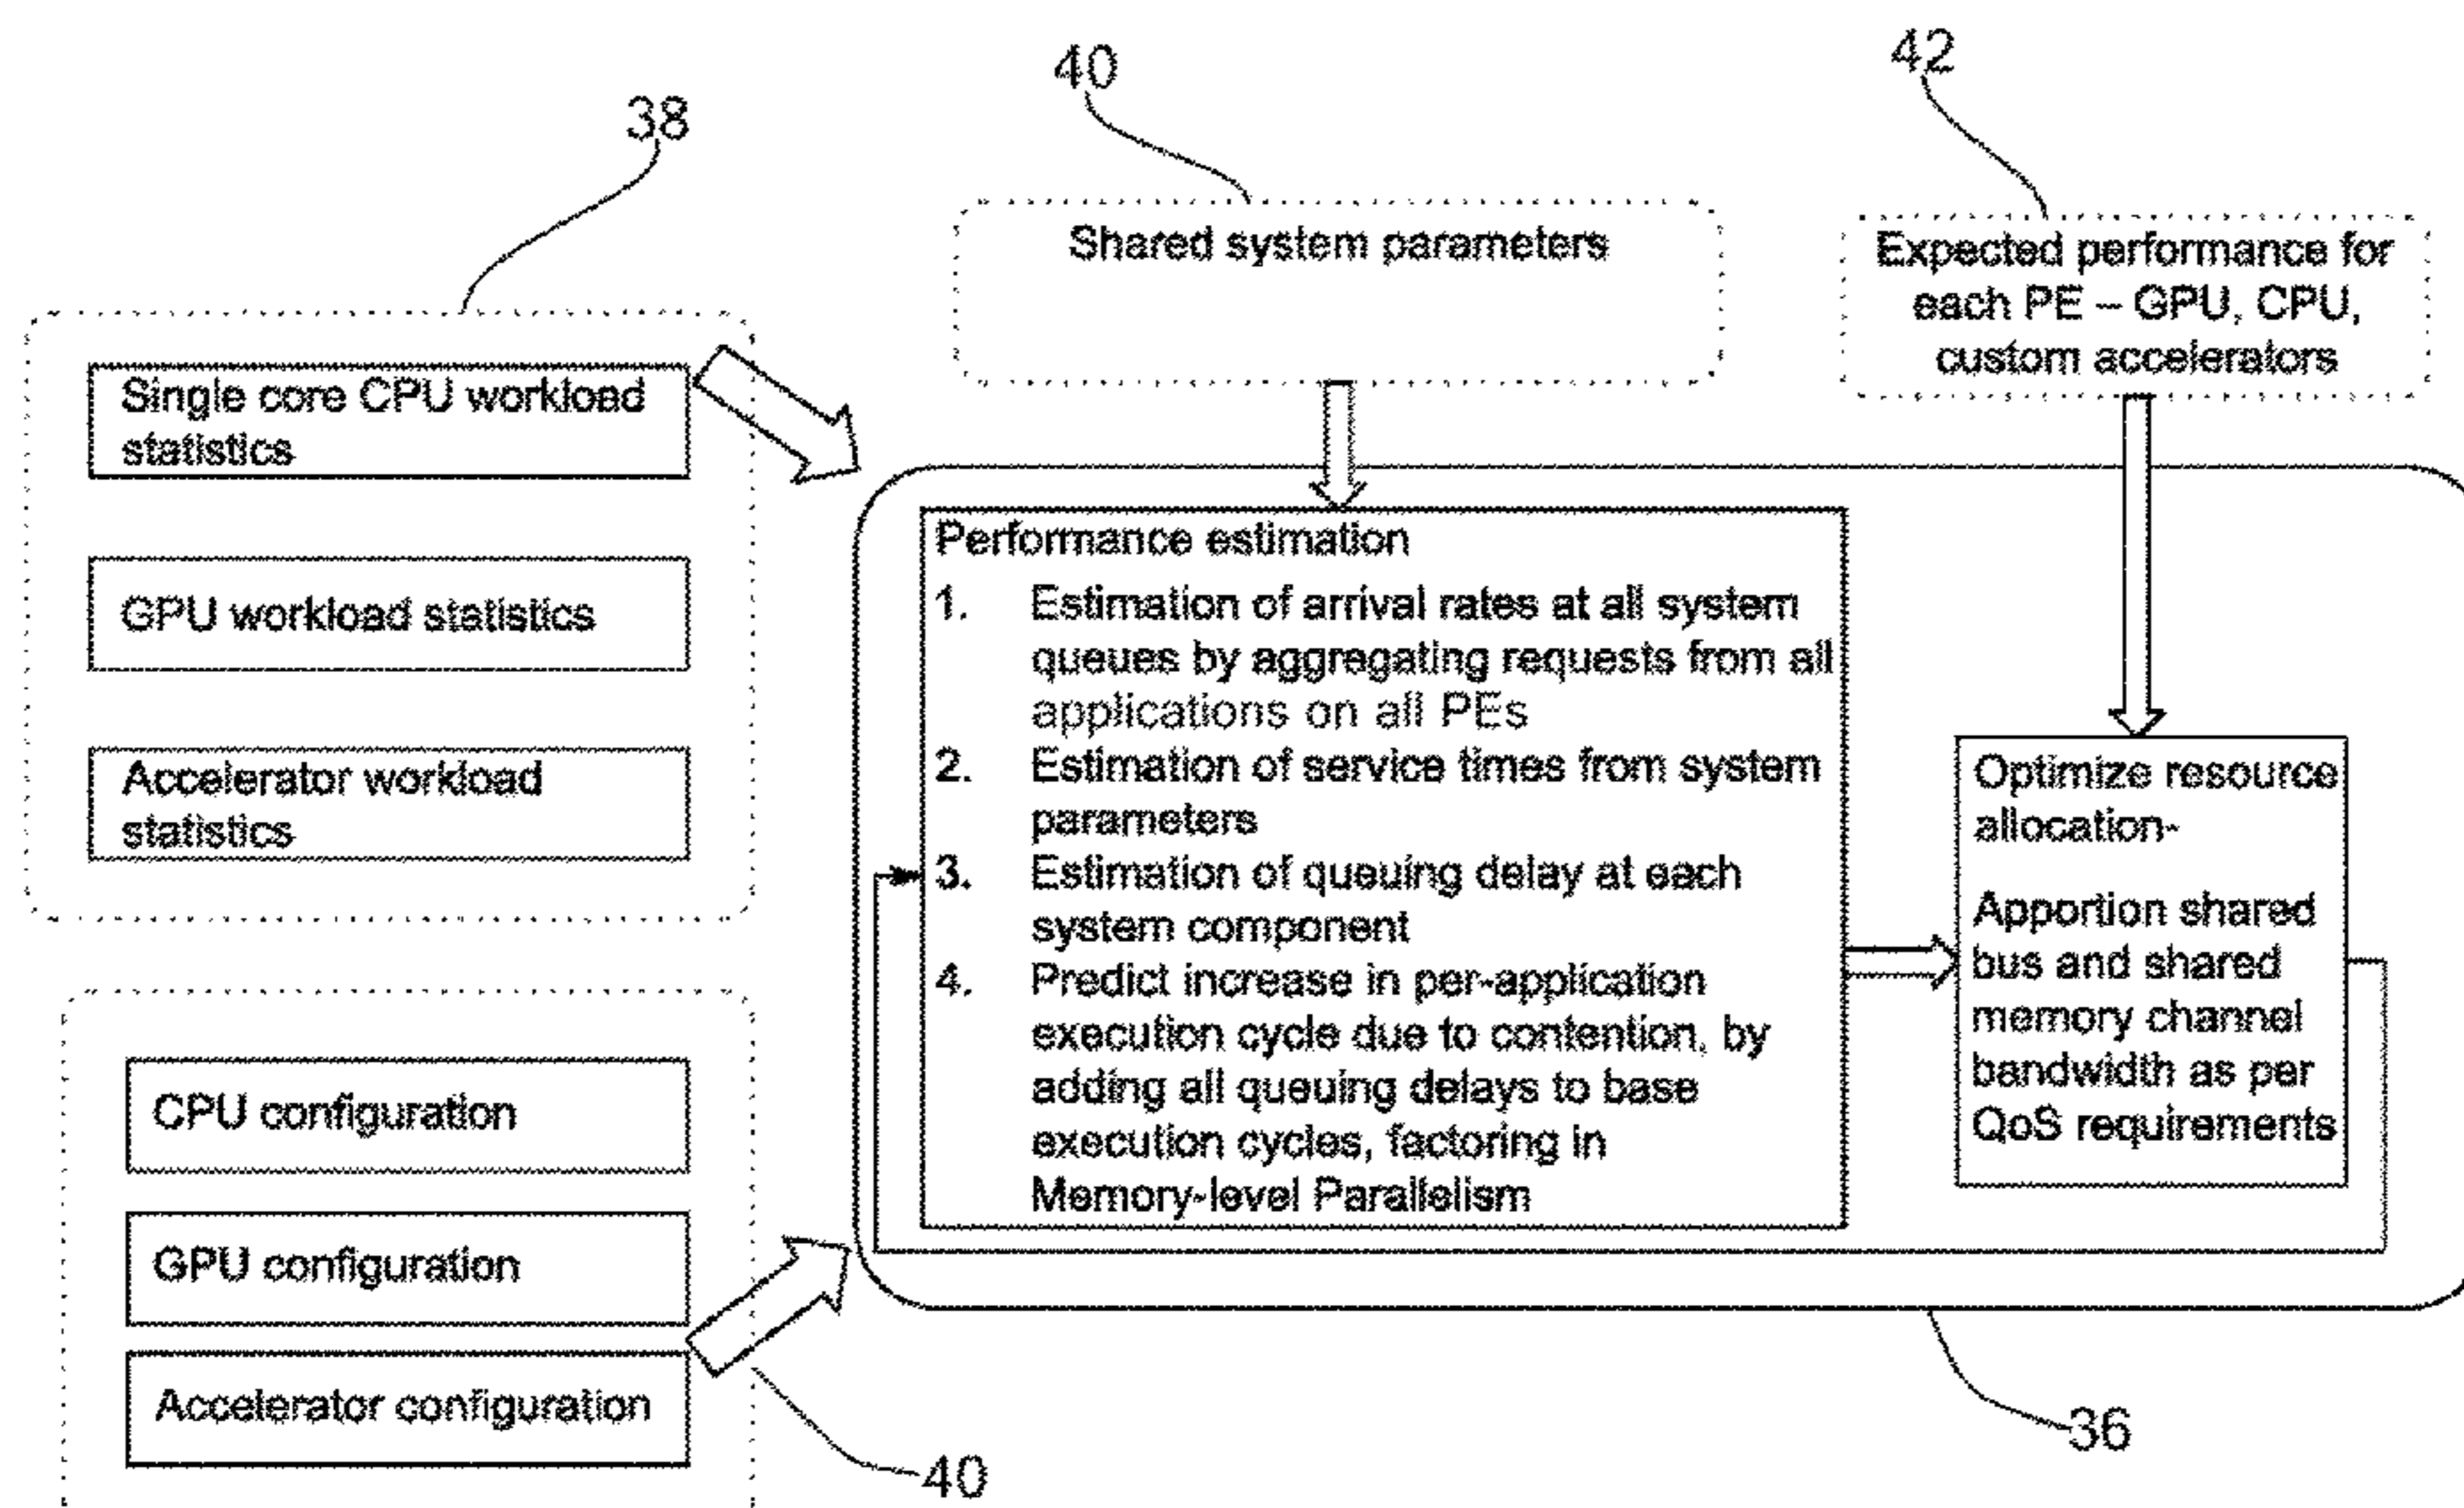 38
40
42
Single core CPU workload
statistics
GPU workload statistics
Accelerator workload
statistics
CPU configuration
GPU configuration
Accelerator configuration
40
Shared system parameters
Expected performance for
each PE – GPU, CPU,
custom accelerators
Performance estimation
1. Estimation of arrival rates at all system
queues by aggregating requests from all
applications on all PEs
2. Estimation of service times from system
parameters
3. Estimation of queuing delay at each
system component
4. Predict increase in per-application
execution cycle due to contention, by
adding all queuing delays to base
execution cycles, factoring in
Memory-level Parallelism
Optimize resource
allocation-
Apportion shared
bus and shared
memory channel
bandwidth as per
QoS requirements
36